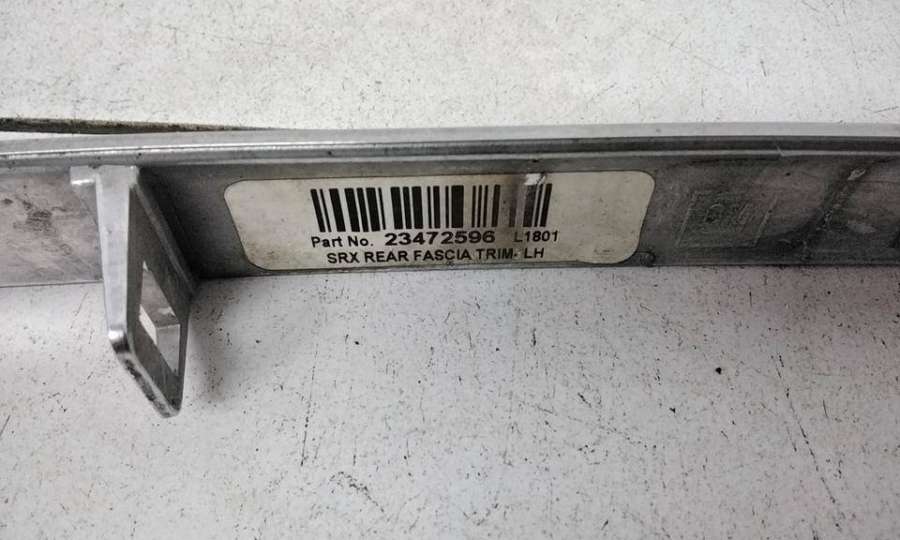 Part No. 23472596 L1801
SRX REAR FASCIA TRIM- LH